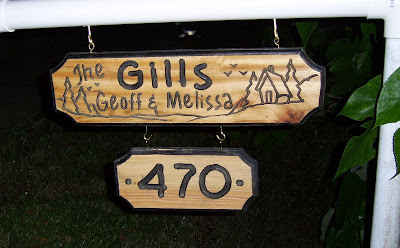 The Gills
Geoff & Melissa
•470•